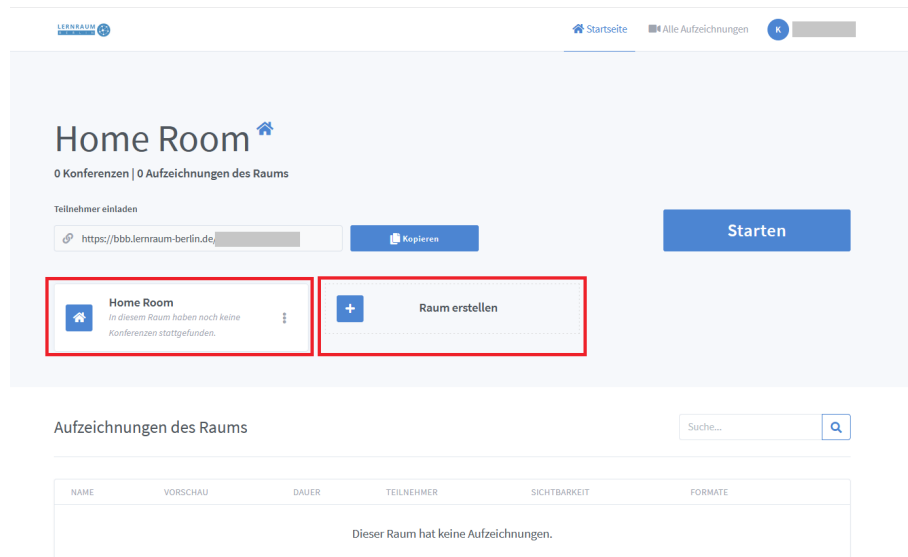 LERNRAUM
Startseite
Alle Aufzeichnungen
K
Home Room
0 Konferenzen | 0 Aufzeichnungen des Raums
Teilnehmer einladen
https://bbb.lernraum-berlin.de/
Kopieren
Starten
Home Room
In diesem Raum haben noch keine
Konferenzen stattgefunden.
Raum erstellen
Aufzeichnungen des Raums
Suche...
NAME VORSCHAU DAUER TEILNEHMER SICHTBARKEIT FORMATE
Dieser Raum hat keine Aufzeichnungen.